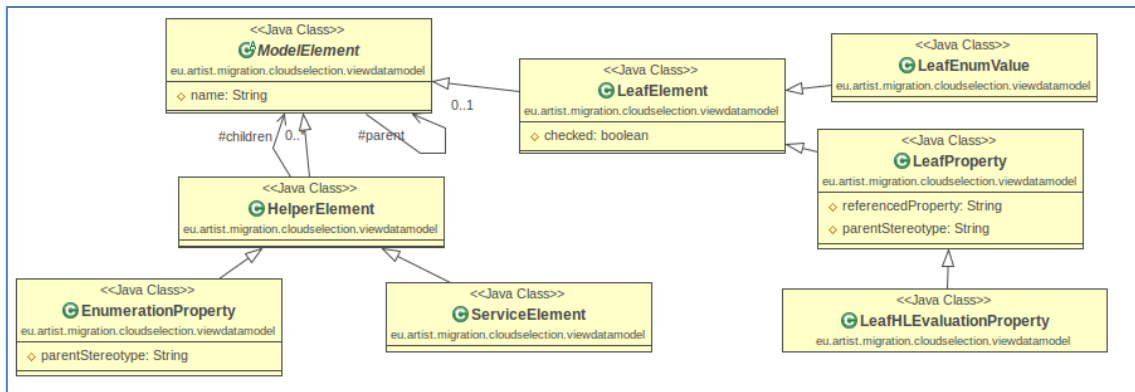 <<Java Class>>
ModelElement
eu.artist.migration.cloudselection.viewdatamodel
name: String
<<Java Class>>
LeafElement
eu.artist.migration.cloudselection.viewdatamodel
checked: boolean
<<Java Class>>
LeafEnumValue
eu.artist.migration.cloudselection.viewdatamodel
0..1
#children
0..*
#parent
<<Java Class>>
LeafProperty
eu.artist.migration.cloudselection.viewdatamodel
referencedProperty: String
parentStereotype: String
<<Java Class>>
HelperElement
eu.artist.migration.cloudselection.viewdatamodel
<<Java Class>>
EnumerationProperty
eu.artist.migration.cloudselection.viewdatamodel
parentStereotype: String
<<Java Class>>
ServiceElement
eu.artist.migration.cloudselection.viewdatamodel
<<Java Class>>
LeafHLEvaluationProperty
eu.artist.migration.cloudselection.viewdatamodel